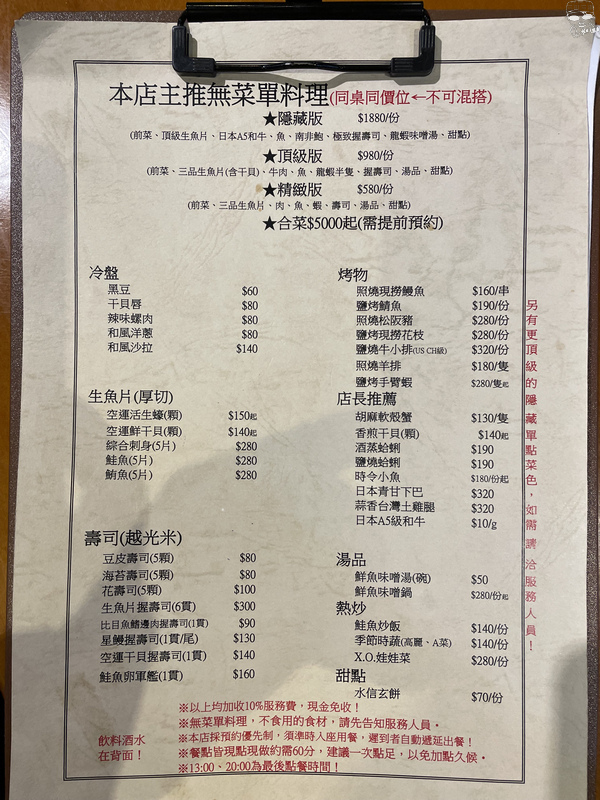 本店主推無菜單料理(同桌同價位←不可混搭)
★隱藏版 $1880/份
(前菜、頂級生魚片、日本A5和牛、魚、南非鮑、極致握壽司、龍蝦味噌湯、甜點)
★頂級版 $980/份
(前菜、三品生魚片(含干貝)、牛肉、魚、龍蝦半隻、握壽司、湯品、甜點)
★精緻版 $580/份
(前菜、三品生魚片、肉、魚、蝦、壽司、湯品、甜點)
★合菜$5000起(需提前預約)
冷盤
黑豆 $60
干貝唇 $80
辣味螺肉 $80
和風洋蔥 $80
和風沙拉 $140
生魚片(厚切)
空運活生蠔(顆) $150起
空運鮮干貝(顆) $140起
綜合刺身(5片) $280
鮭魚(5片) $280
鮪魚(5片) $280
壽司(越光米)
豆皮壽司(5顆) $80
海苔壽司(5顆) $80
花壽司(5顆) $100
生魚片握壽司(6貫) $300
比目魚鰭邊肉握壽司(1貫) $90
星鰻握壽司(1貫/尾) $130
空運干貝握壽司(1貫) $140
鮭魚卵軍艦(1貫) $160
烤物
照燒現撈鰻魚 $160/串
鹽烤鯖魚 $190/份
照燒松阪豬 $280/份
鹽烤現撈花枝 $280/份
鹽燒牛小排(US CH級) $320/份
照燒羊排 $180/隻
鹽烤手臂蝦 $280/隻起
店長推薦
胡麻軟殼蟹 $130/隻
香煎干貝(顆) $140起
酒蒸蛤蜊 $190
鹽燒蛤蜊 $190
時令小魚 $180/份起
日本青甘下巴 $320
蒜香台灣土雞腿 $320
日本A5級和牛 $10/g
湯品
鮮魚味噌湯(碗) $50
鮮魚味噌鍋 $280/份起
熱炒
鮭魚炒飯 $140/份
季節時蔬(高麗、A菜) $140/份
X.O.娃娃菜 $280/份
甜點
水信玄餅 $70/份
另有更頂級的隱藏單點菜色，如需請洽服務人員！
飲料酒水
在背面！
※以上均加收10%服務費，現金免收！
※無菜單料理，不食用的食材，請先告知服務人員。
※本店採預約優先制，須準時入座用餐，遲到者自動遞延出餐！
※餐點皆現點現做約需60分，建議一次點足，以免加點久候。
※13:00、20:00為最後點餐時間！